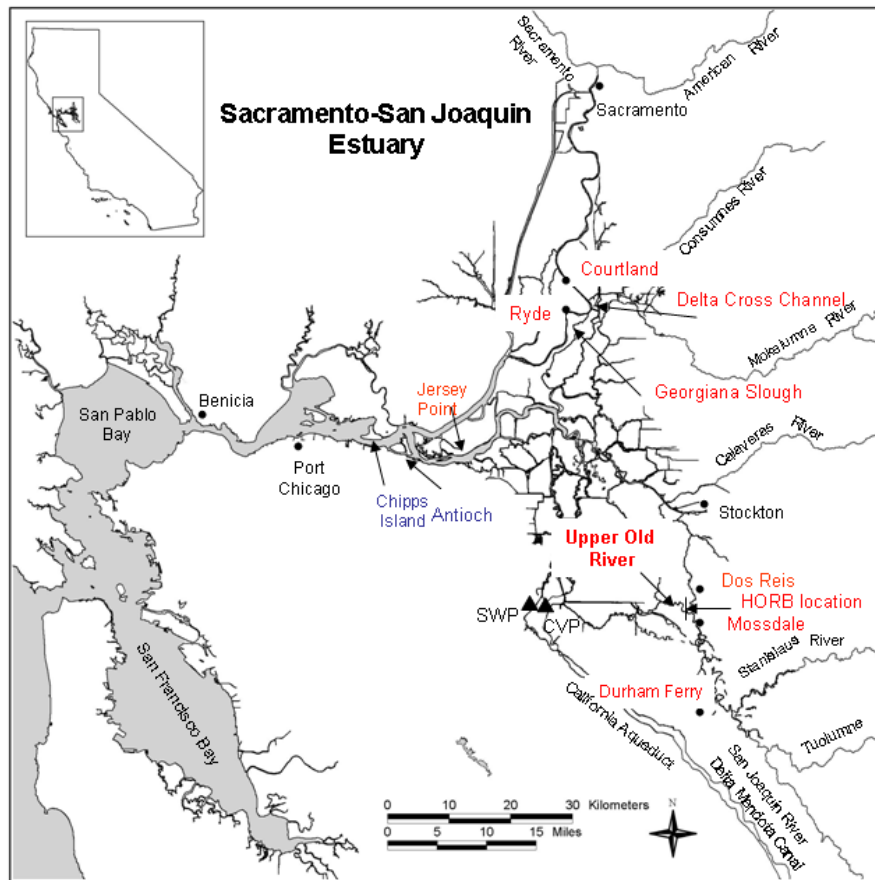 Sacramento
River
American River
Sacramento-San Joaquin
Estuary
Sacramento
Consumnes River
Courtland
Delta Cross Channel
Ryde
Mokelumne River
Georgiana Slough
Jersey
Point
Benicia
San Pablo
Bay
Calaveras
River
Port
Chicago
Chipps
Island
Antioch
Stockton
Upper Old
River
Dos Reis
HORB location
SWP
CVP
Mossdale
Stanislaus River
San Francisco Bay
Durham Ferry
California Aqueduct
Tuolumne
San Joaquin River
Delta Mendota Canal
N
0 10 20 30 Kilometers
0 5 10 15 Miles